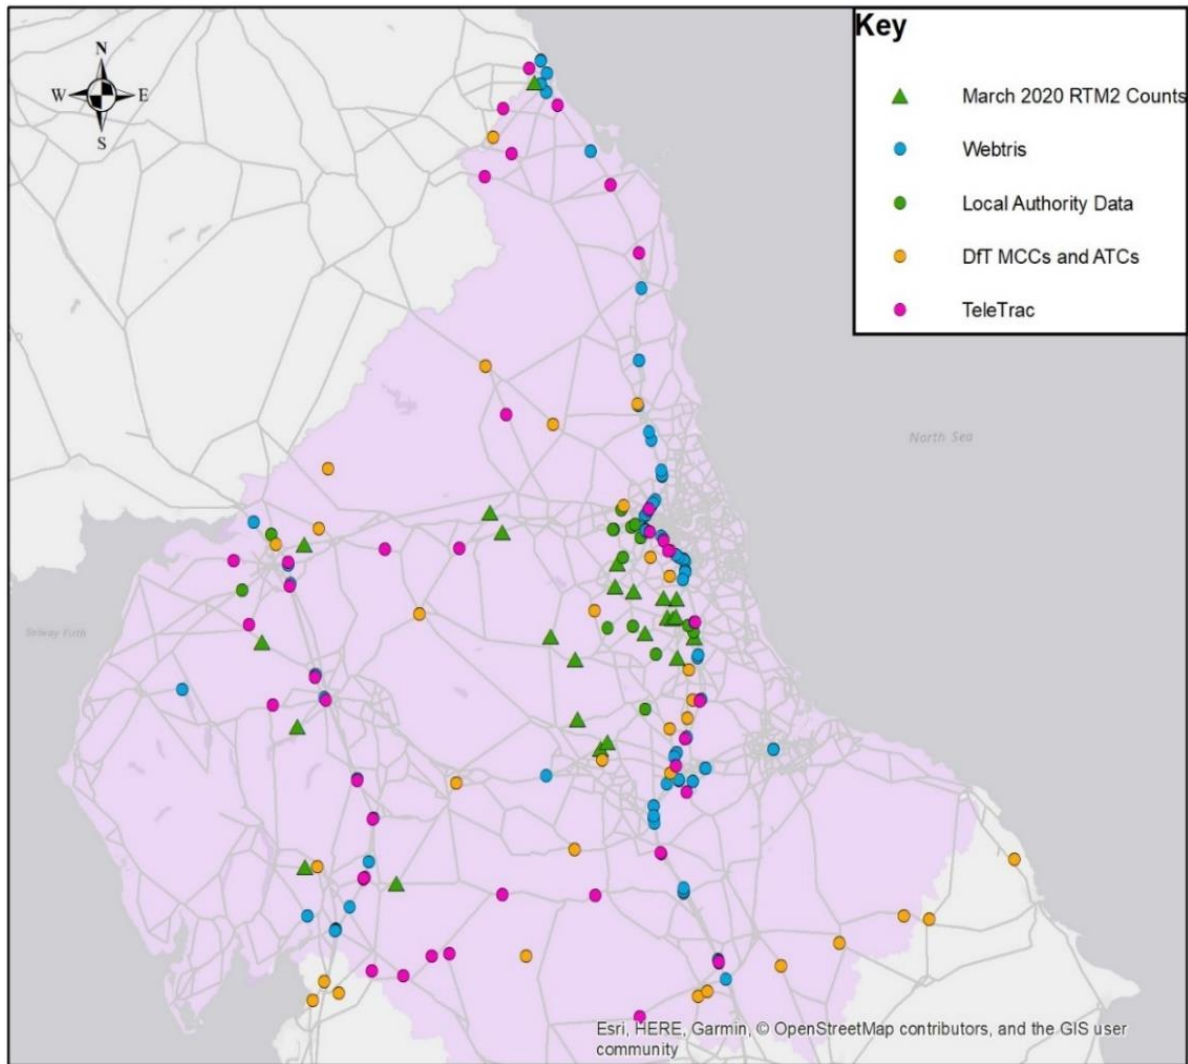 Key
N
W E
S
March 2020 RTM2 Counts
Webtris
Local Authority Data
DfT MCCs and ATCs
TeleTrac
North Sea
Solway Firth
Esri, HERE, Garmin, © OpenStreetMap contributors, and the GIS user
community